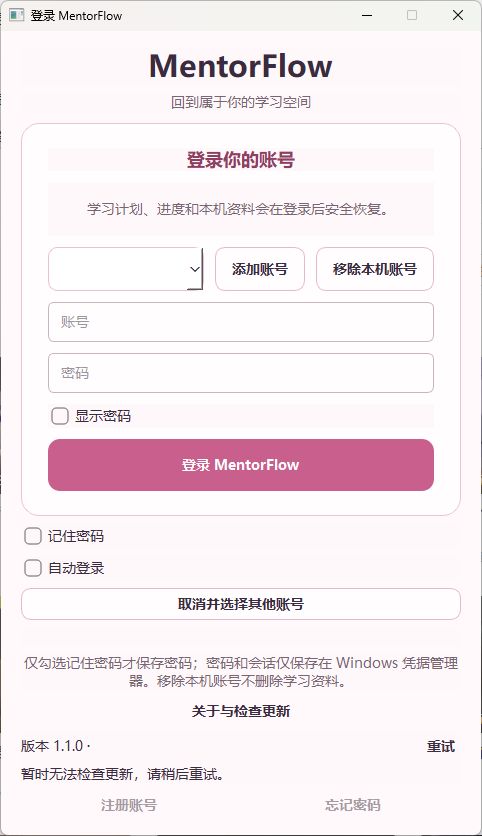 登录 MentorFlow
MentorFlow
回到属于你的学习空间
登录你的账号
学习计划、进度和本机资料会在登录后安全恢复。
添加账号 移除本机账号
账号
密码
显示密码
登录 MentorFlow
记住密码
自动登录
取消并选择其他账号
仅勾选记住密码才保存密码；密码和会话仅保存在 Windows 凭据管理
器。移除本机账号不删除学习资料。
关于与检查更新
版本 1.1.0 · 重试
暂时无法检查更新，请稍后重试。
注册账号 忘记密码